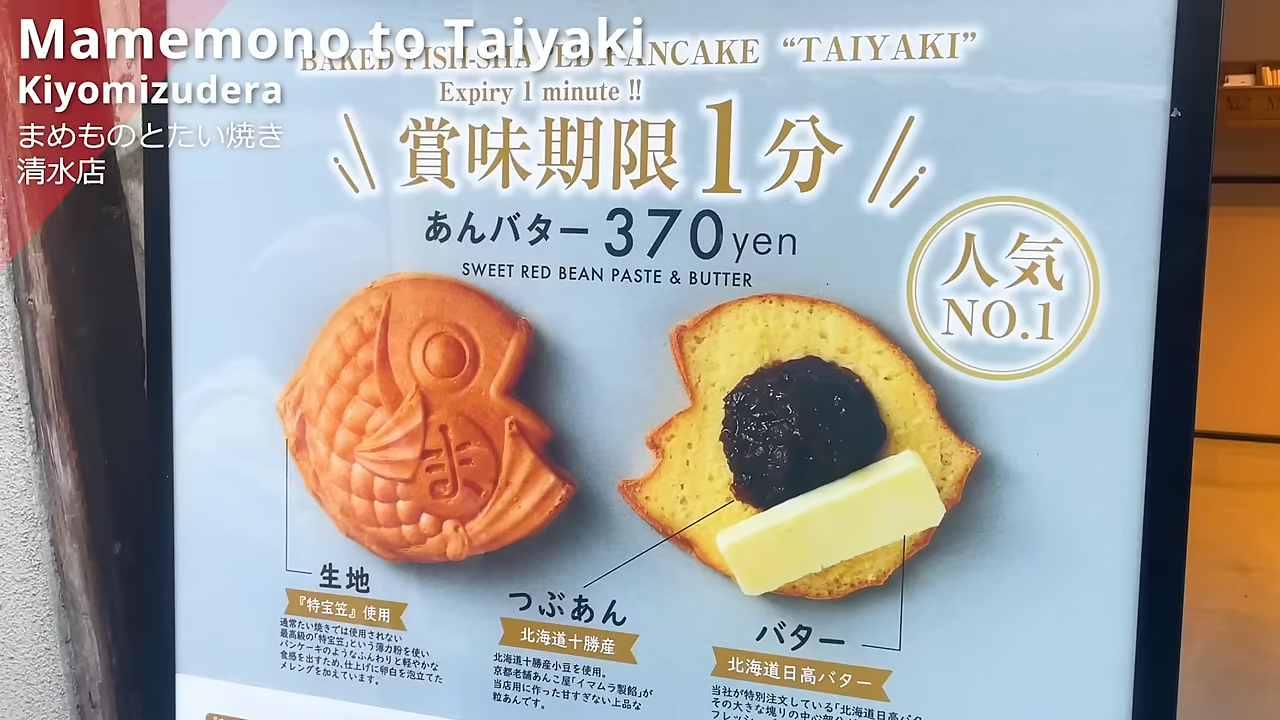 Mamemono to Taiyaki
Kiyomizudera
まめものとたい焼き
清水店
BAKED FISH-SHAPED PANCAKE “TAIYAKI”
Expiry 1 minute !!
賞味期限1分
あんバター 370yen
SWEET RED BEAN PASTE & BUTTER
人気
NO.1
ま
生地
『特宝笠』使用
通常たい焼きでは使用されない
最高級の「特宝笠」という薄力粉を使い
パンケーキのようなふんわりと軽やかな
食感を出すため、仕上げに卵白を泡立てた
メレンゲを加えています。
つぶあん
北海道十勝産
北海道十勝産小豆を使用。
京都老舗あんこ屋「イマムラ製餡」が
当店用に作った甘すぎない上品な
粒あんです。
バター
北海道日高バター
当社が特別注文している「北海道日高バタ
その大きな塊りの中心部分
フレッシ